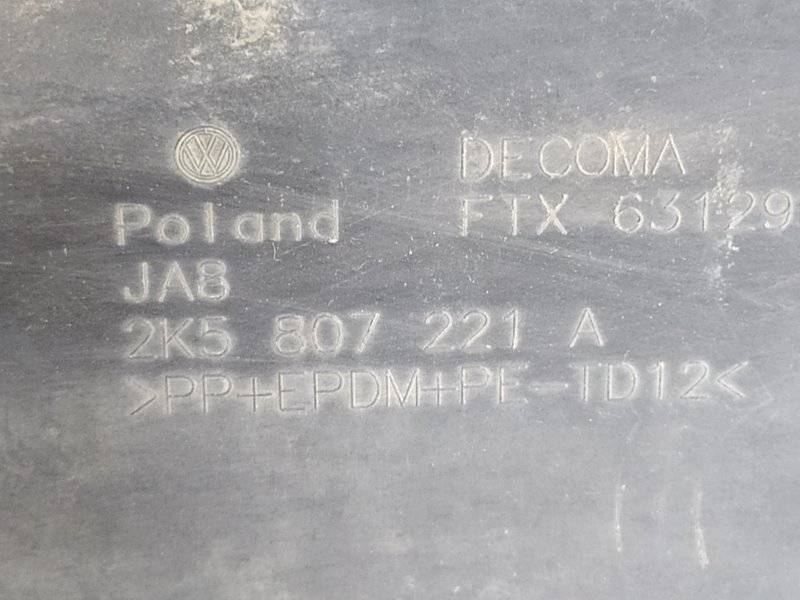 DECOMA
Poland FTX 63129
JA8
2K5 807 221 A
>PP+EPDM+PE-TD12<